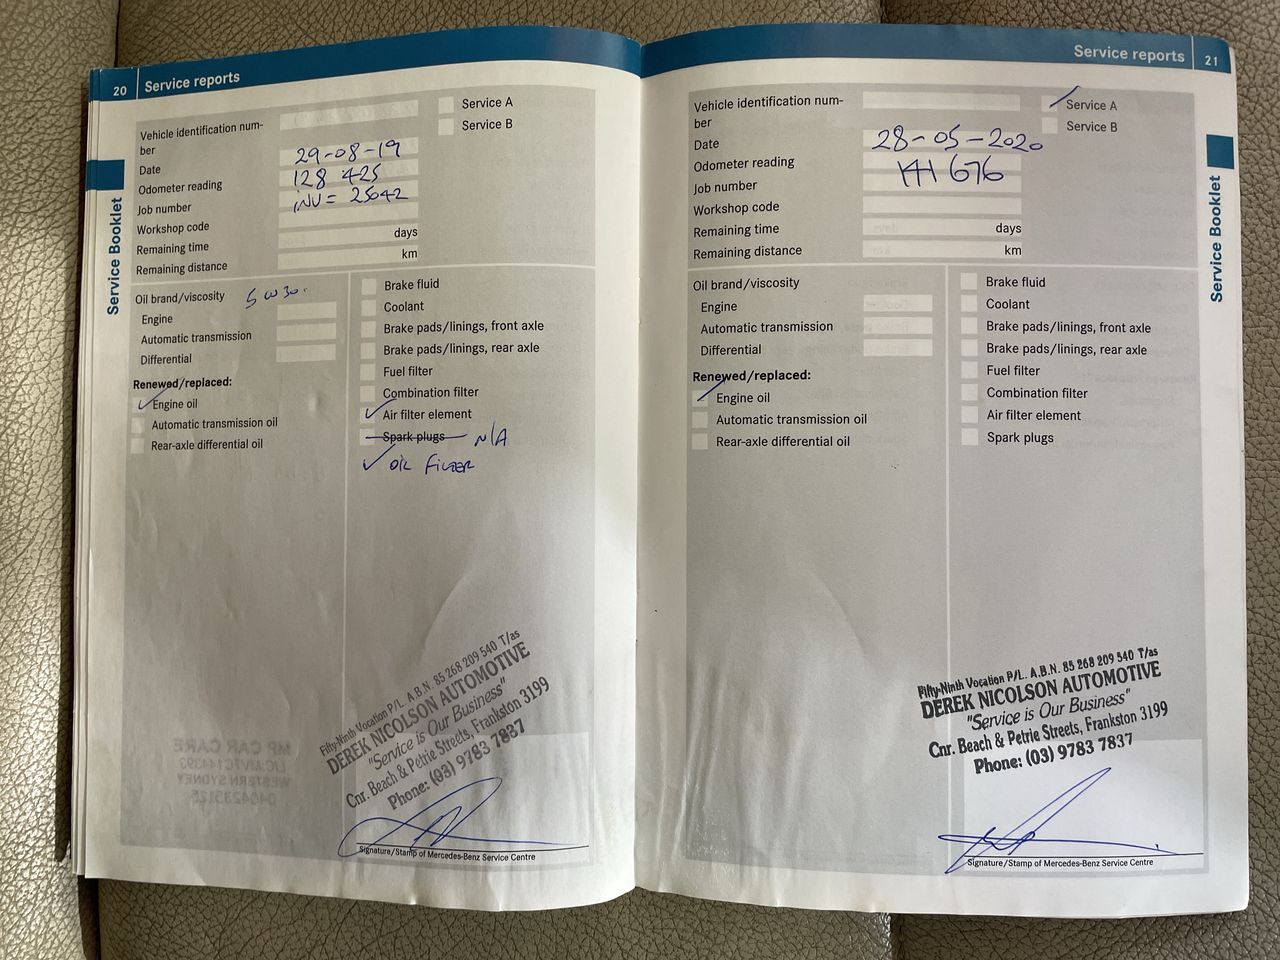 20 Service reports
Service Booklet
Vehicle identification num-
ber
Service A
Service B
Date 29-08-19
Odometer reading 128 425
Job number INV = 25642
Workshop code
Remaining time days
Remaining distance km
Oil brand/viscosity 5 W 30.
Engine
Automatic transmission
Differential
Renewed/replaced:
Engine oil
Automatic transmission oil
Rear-axle differential oil
Brake fluid
Coolant
Brake pads/linings, front axle
Brake pads/linings, rear axle
Fuel filter
Combination filter
Air filter element
Spark plugs N/A
OIL FILTER
Fifty-Ninth Vocation P/L. A.B.N. 85 268 209 540 T/as
DEREK NICOLSON AUTOMOTIVE
"Service is Our Business"
Cnr. Beach & Petrie Streets, Frankston 3199
Phone: (03) 9783 7837
MP CAR CARE
WESTERN SYDNEY
Signature/Stamp of Mercedes-Benz Service Centre
Service reports 21
Service Booklet
Vehicle identification num-
ber
Service A
Service B
Date 28-05-2020
Odometer reading 141 676
Job number
Workshop code
Remaining time days
Remaining distance km
Oil brand/viscosity
Engine
Automatic transmission
Differential
Renewed/replaced:
Engine oil
Automatic transmission oil
Rear-axle differential oil
Brake fluid
Coolant
Brake pads/linings, front axle
Brake pads/linings, rear axle
Fuel filter
Combination filter
Air filter element
Spark plugs
Fifty-Ninth Vocation P/L. A.B.N. 85 268 209 540 T/as
DEREK NICOLSON AUTOMOTIVE
"Service is Our Business"
Cnr. Beach & Petrie Streets, Frankston 3199
Phone: (03) 9783 7837
Signature/Stamp of Mercedes-Benz Service Centre